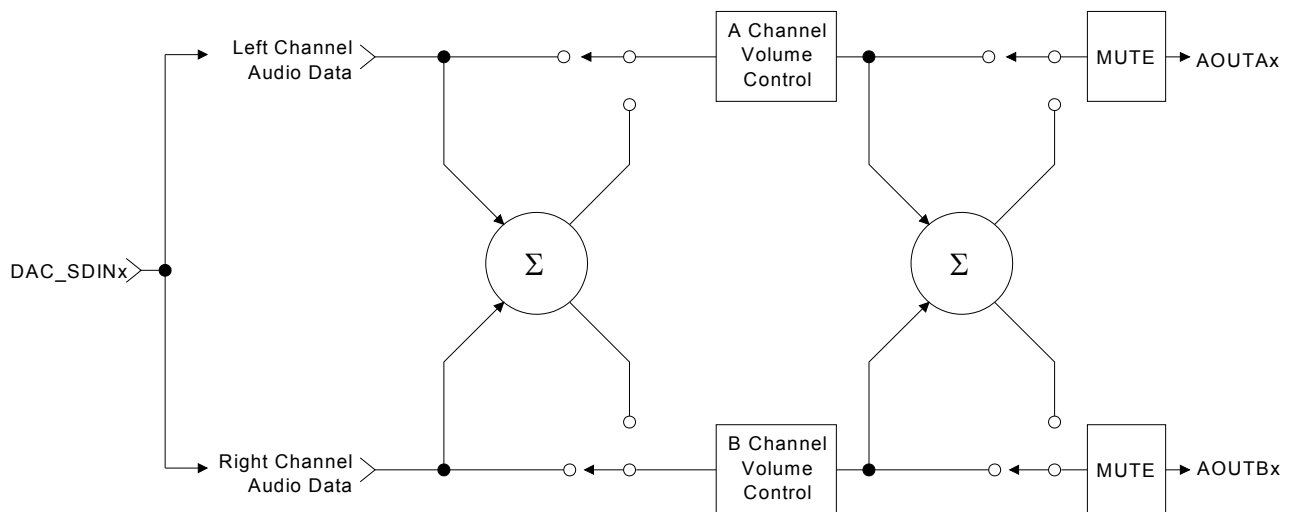 Left Channel
Audio Data
A Channel
Volume
Control
MUTE
AOUTAx
Σ
Σ
DAC_SDINx
Right Channel
Audio Data
B Channel
Volume
Control
MUTE
AOUTBx